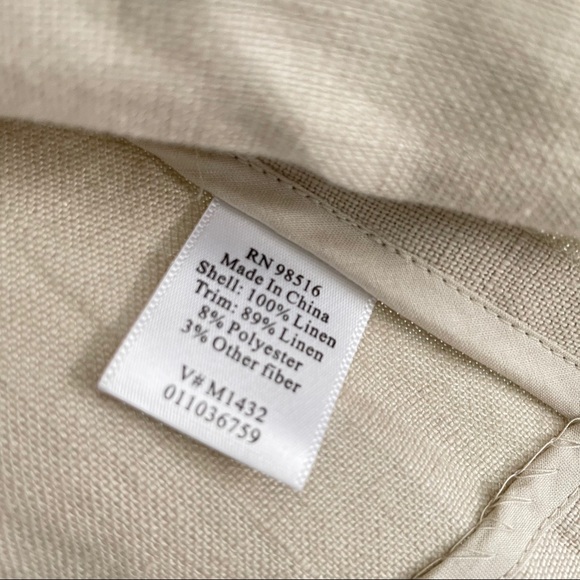 RN 98516
Made In China
Shell: 100% Linen
Trim: 89% Linen
8% Polyester
3% Other fiber
V# M1432
011036759